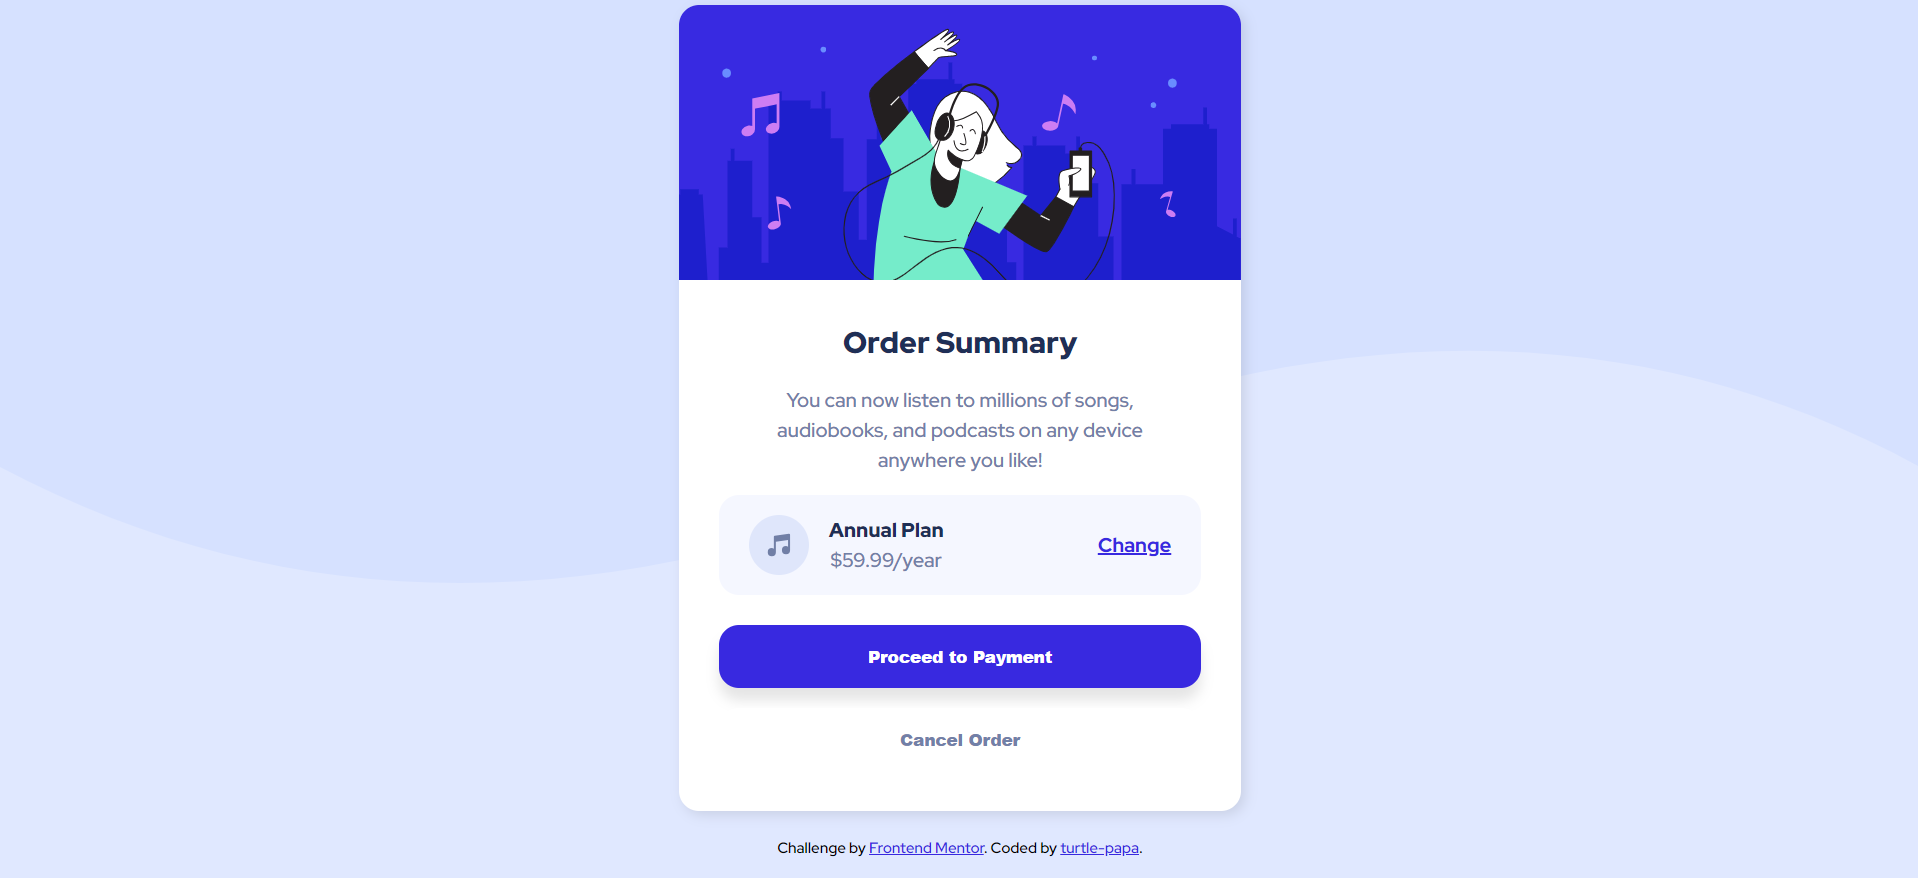 Order Summary
You can now listen to millions of songs,
audiobooks, and podcasts on any device
anywhere you like!
Annual Plan
$59.99/year
Change
Proceed to Payment
Cancel Order
Challenge by Frontend Mentor. Coded by turtle-papa.